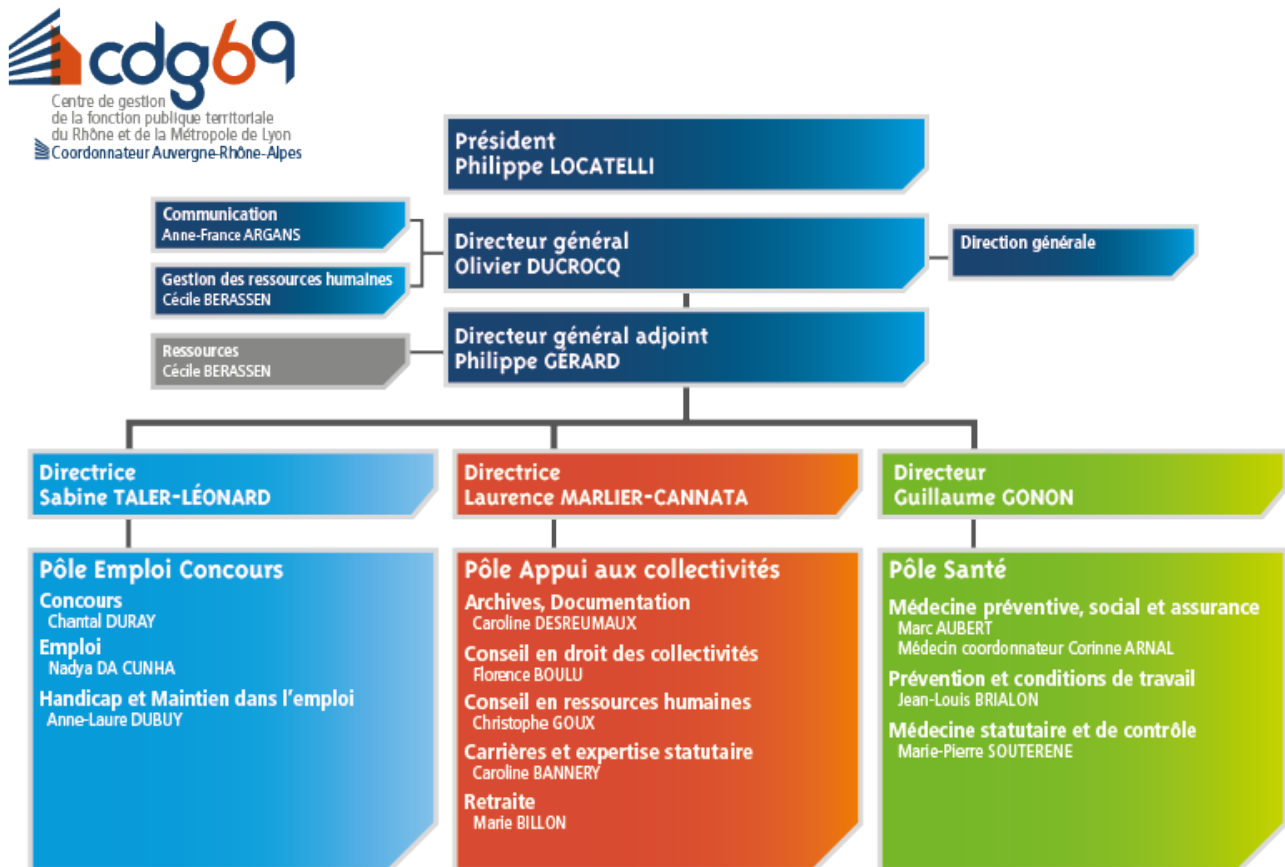 cdg69
Centre de gestion
de la fonction publique territoriale
du Rhône et de la Métropole de Lyon
Coordonnateur Auvergne-Rhône-Alpes
Président
Philippe LOCATELLI
Communication
Anne-France ARGANS
Gestion des ressources humaines
Cécile BERASSEN
Directeur général
Olivier DUCROCQ
Direction générale
Ressources
Cécile BERASSEN
Directeur général adjoint
Philippe GÉRARD
Directrice
Sabine TALER-LÉONARD
Directrice
Laurence MARLIER-CANNATA
Directeur
Guillaume GONON
Pôle Emploi Concours
Concours
Chantal DURAY
Emploi
Nadya DA CUNHA
Handicap et Maintien dans l'emploi
Anne-Laure DUBUY
Pôle Appui aux collectivités
Archives, Documentation
Caroline DESREUMAUX
Conseil en droit des collectivités
Florence BOULU
Conseil en ressources humaines
Christophe GOUX
Carrières et expertise statutaire
Caroline BANNERY
Retraite
Marie BILLON
Pôle Santé
Médecine préventive, social et assurance
Marc AUBERT
Médecin coordonnateur Corinne ARNAL
Prévention et conditions de travail
Jean-Louis BRIALON
Médecine statutaire et de contrôle
Marie-Pierre SOUTERENE